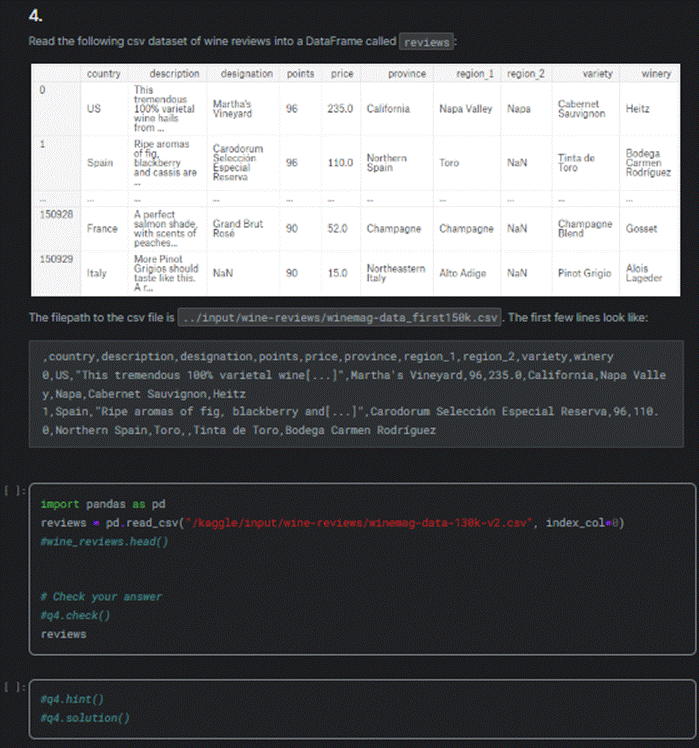 4.
Read the following csv dataset of wine reviews into a DataFrame called reviews :
country description designation points price province region_1 region_2 variety winery
0 US This tremendous 100% varietal wine hails from ... Martha's Vineyard 96 235.0 California Napa Valley Napa Cabernet Sauvignon Heitz
1 Spain Ripe aromas of fig, blackberry and cassis are ... Carodorum Selección Especial Reserva 96 110.0 Northern Spain Toro NaN Tinta de Toro Bodega Carmen Rodríguez
... ... ... ... ... ... ... ... ... ... ...
150928 France A perfect salmon shade, with scents of peaches... Grand Brut Rosé 90 52.0 Champagne Champagne NaN Champagne Blend Gosset
150929 Italy More Pinot Grigios should taste like this. A r... NaN 90 15.0 Northeastern Italy Alto Adige NaN Pinot Grigio Alois Lageder
The filepath to the csv file is ../input/wine-reviews/winemag-data_first150k.csv . The first few lines look like:
,country,description,designation,points,price,province,region_1,region_2,variety,winery
0,US,"This tremendous 100% varietal wine[...]",Martha's Vineyard,96,235.0,California,Napa Valle
y,Napa,Cabernet Sauvignon,Heitz
1,Spain,"Ripe aromas of fig, blackberry and[...]",Carodorum Selección Especial Reserva,96,110.
0,Northern Spain,Toro,,Tinta de Toro,Bodega Carmen Rodríguez
[ ]:
import pandas as pd
reviews = pd.read_csv("/kaggle/input/wine-reviews/winemag-data-130k-v2.csv", index_col=0)
#wine_reviews.head()
# Check your answer
#q4.check()
reviews
[ ]:
#q4.hint()
#q4.solution()